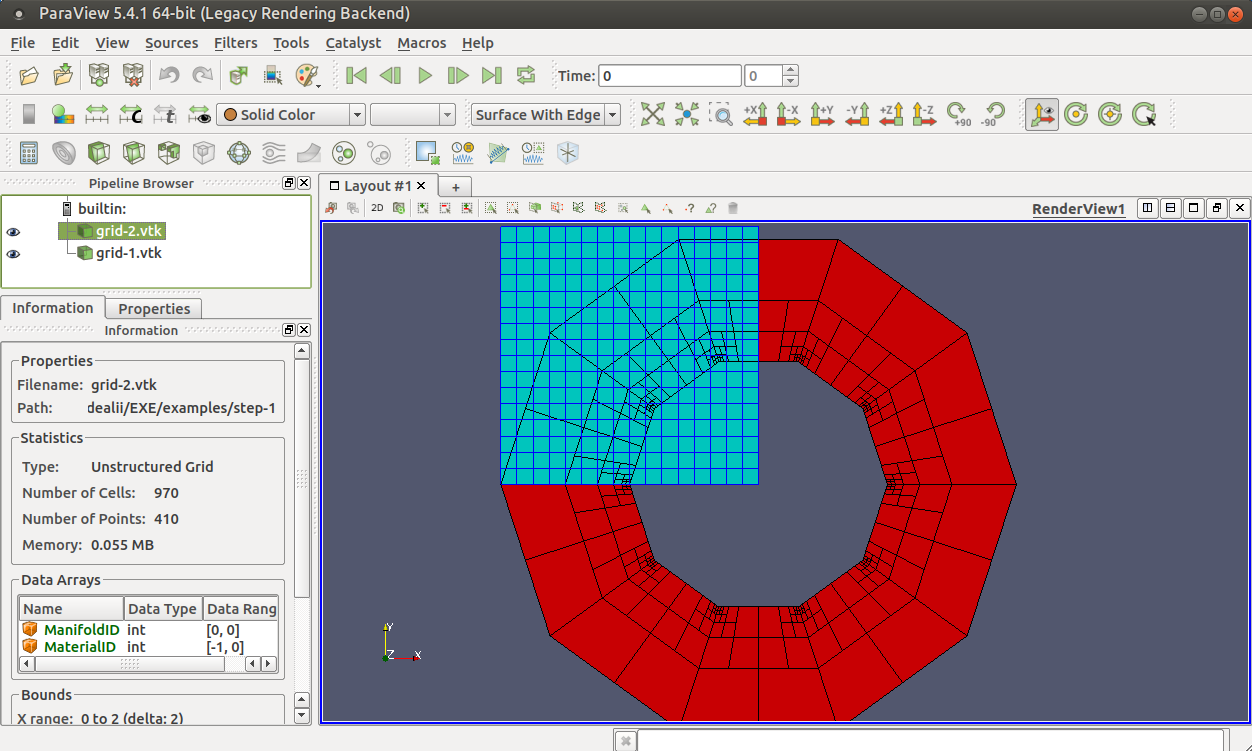 ParaView 5.4.1 64-bit (Legacy Rendering Backend)
File Edit View Sources Filters Tools Catalyst Macros Help
Time: 0 0
C t Solid Color Surface With Edge +X -X +Y -Y +Z -Z +90 -90
Pipeline Browser
Layout #1
builtin:
2D ? ? RenderView1
grid-2.vtk
grid-1.vtk
Information Properties
Information
Properties
Filename: grid-2.vtk
Path: dealii/EXE/examples/step-1
Statistics
Type: Unstructured Grid
Number of Cells: 970
Number of Points: 410
Memory: 0.055 MB
Data Arrays
Name Data Type Data Rang
ManifoldID int [0, 0]
MaterialID int [-1, 0]
Bounds
X range: 0 to 2 (delta: 2)
Y
Z X